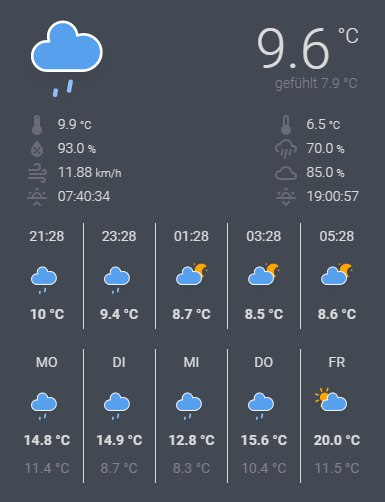 9.6 °C
gefühlt 7.9 °C
9.9 °C 6.5 °C
93.0 % 70.0 %
11.88 km/h 85.0 %
07:40:34 19:00:57
21:28 23:28 01:28 03:28 05:28
10 °C 9.4 °C 8.7 °C 8.5 °C 8.6 °C
MO DI MI DO FR
14.8 °C 14.9 °C 12.8 °C 15.6 °C 20.0 °C
11.4 °C 8.7 °C 8.3 °C 10.4 °C 11.5 °C